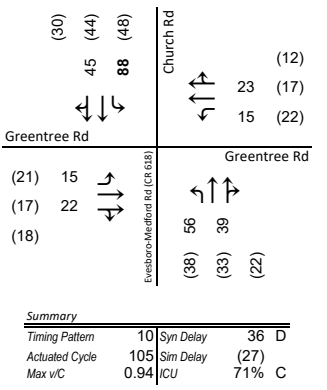 (30) (44) (48)
45 88
Church Rd
(12)
23 (17)
15 (22)
Greentree Rd
Greentree Rd
(21) 15
(17) 22
(18)
Evesboro-Medford Rd (CR 618)
56 39
(38) (33) (22)
Summary
Timing Pattern 10 Syn Delay 36 D
Actuated Cycle 105 Sim Delay (27)
Max v/C 0.94 ICU 71% C